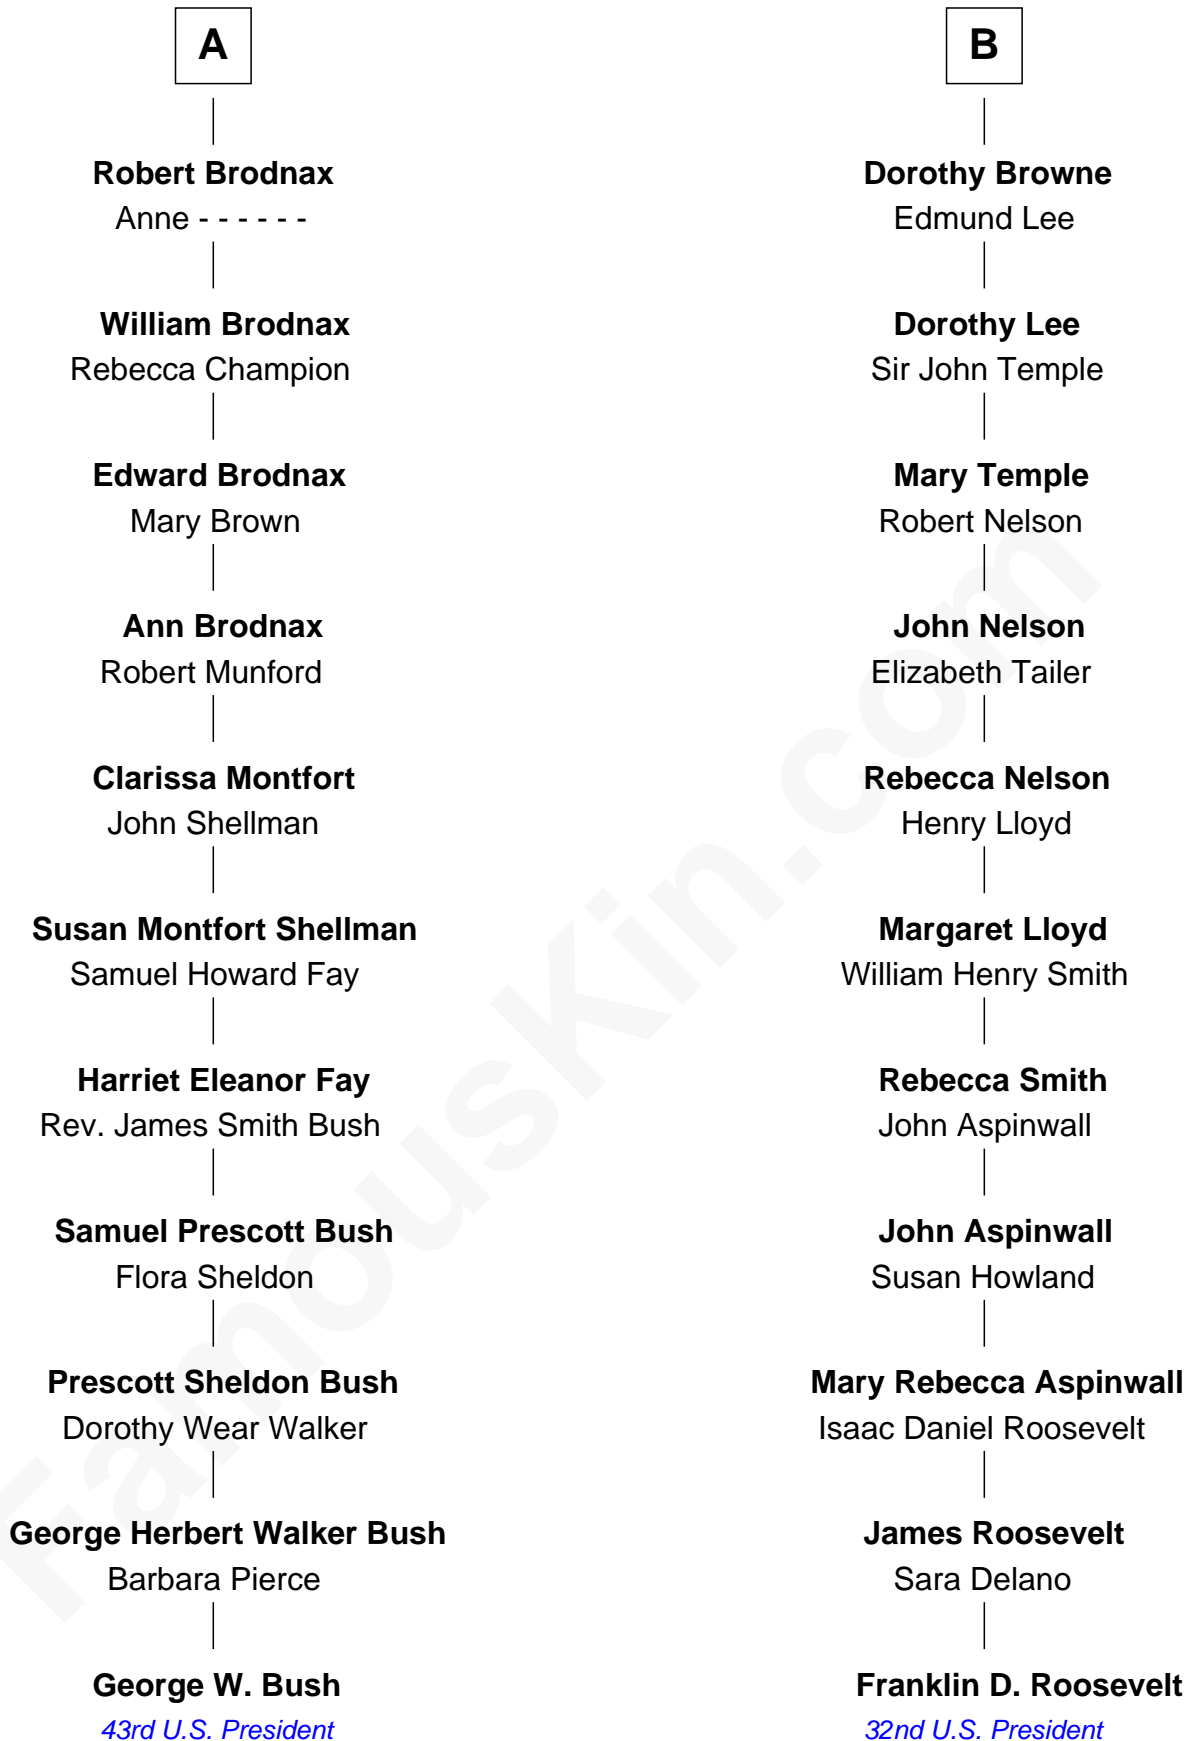 A
Robert Brodnax
Anne - - - - - -
William Brodnax
Rebecca Champion
Edward Brodnax
Mary Brown
Ann Brodnax
Robert Munford
Clarissa Montfort
John Shellman
Susan Montfort Shellman
Samuel Howard Fay
Harriet Eleanor Fay
Rev. James Smith Bush
Samuel Prescott Bush
Flora Sheldon
Prescott Sheldon Bush
Dorothy Wear Walker
George Herbert Walker Bush
Barbara Pierce
George W. Bush
43rd U.S. President
B
Dorothy Browne
Edmund Lee
Dorothy Lee
Sir John Temple
Mary Temple
Robert Nelson
John Nelson
Elizabeth Tailer
Rebecca Nelson
Henry Lloyd
Margaret Lloyd
William Henry Smith
Rebecca Smith
John Aspinwall
John Aspinwall
Susan Howland
Mary Rebecca Aspinwall
Isaac Daniel Roosevelt
James Roosevelt
Sara Delano
Franklin D. Roosevelt
32nd U.S. President
FamousKin.com